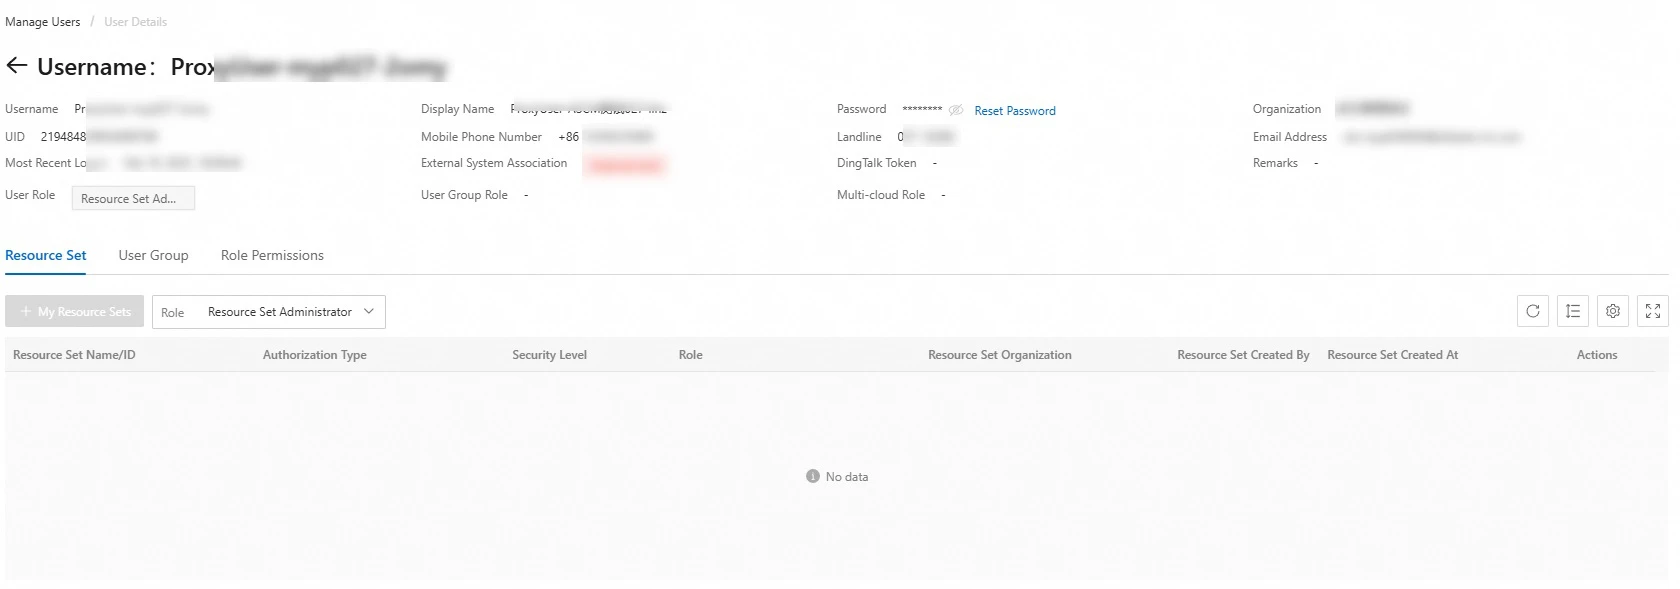 Manage Users / User Details
← Username:
Username Display Name Password ******** Reset Password Organization
UID 2194848 Mobile Phone Number +86 Landline 0 Email Address
Most Recent External System Association DingTalk Token - Remarks -
User Role Resource Set Ad... User Group Role - Multi-cloud Role -
Resource Set User Group Role Permissions
+ My Resource Sets Role Resource Set Administrator
Resource Set Name/ID Authorization Type Security Level Role Resource Set Organization Resource Set Created By Resource Set Created At Actions
No data